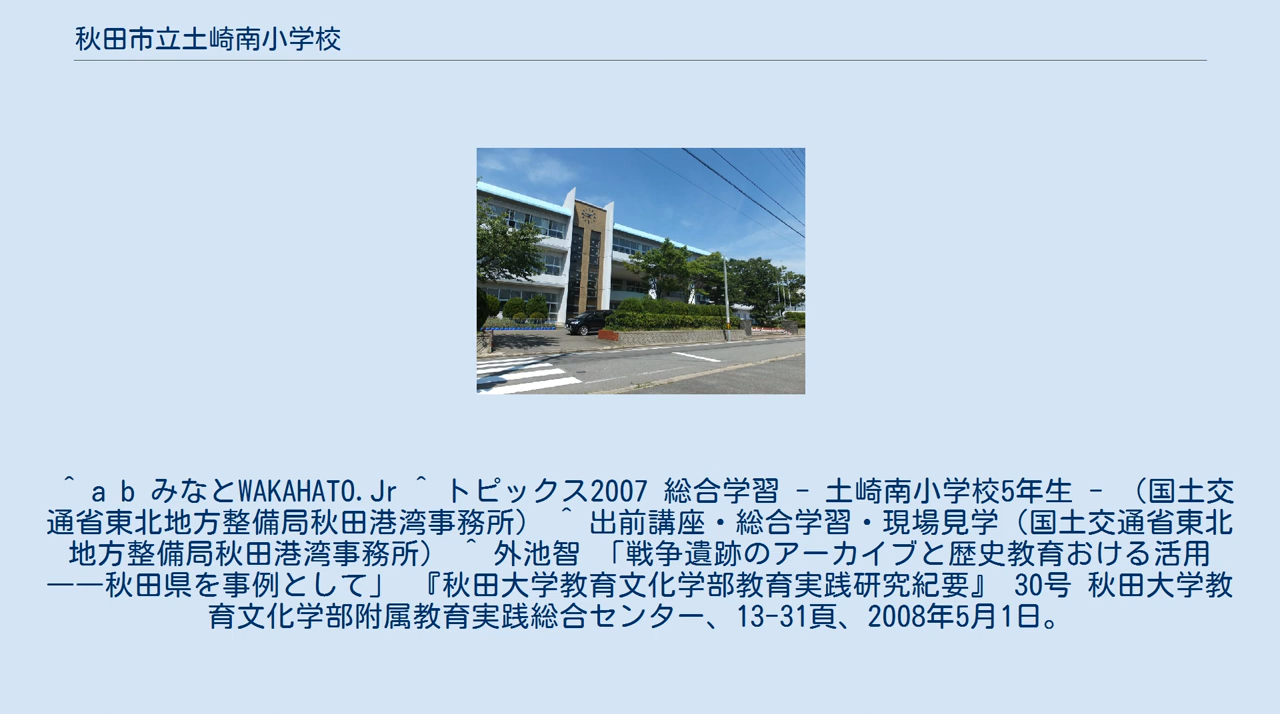 秋田市立土崎南小学校
^ a b みなとWAKAHATO.Jr ^ トピックス2007 総合学習 - 土崎南小学校5年生 - （国土交
通省東北地方整備局秋田港湾事務所） ^ 出前講座・総合学習・現場見学（国土交通省東北
地方整備局秋田港湾事務所） ^ 外池智 「戦争遺跡のアーカイブと歴史教育おける活用
――秋田県を事例として」 『秋田大学教育文化学部教育実践研究紀要』 30号 秋田大学教
育文化学部附属教育実践総合センター、13-31頁、2008年5月1日。